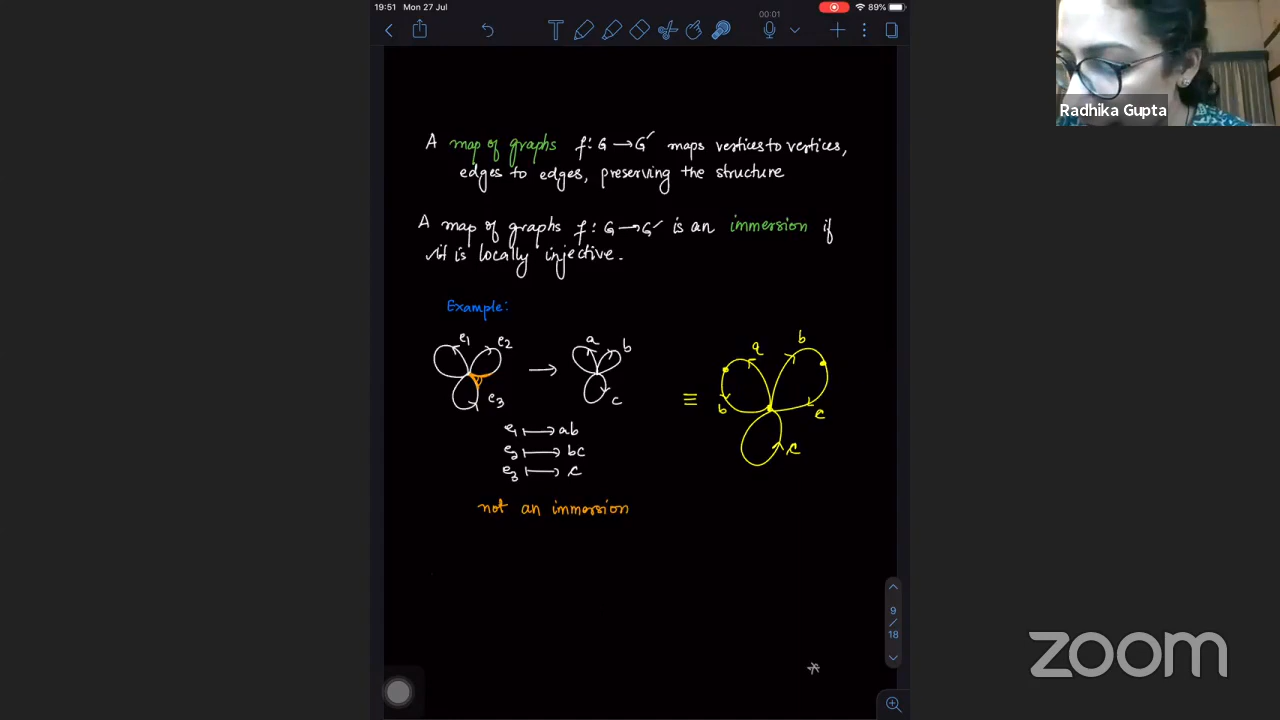 19:51 Mon 27 Jul
00:01
89%
Radhika Gupta
A map of graphs f: G → G' maps vertices to vertices,
edges to edges, preserving the structure
A map of graphs f: G → G' is an immersion if
it is locally injective.
Example:
e1 e2 e3 → a b c
≡ a b b c c
e1 ↦ ab
e2 ↦ bc
e3 ↦ c
not an immersion
9 / 18
zoom